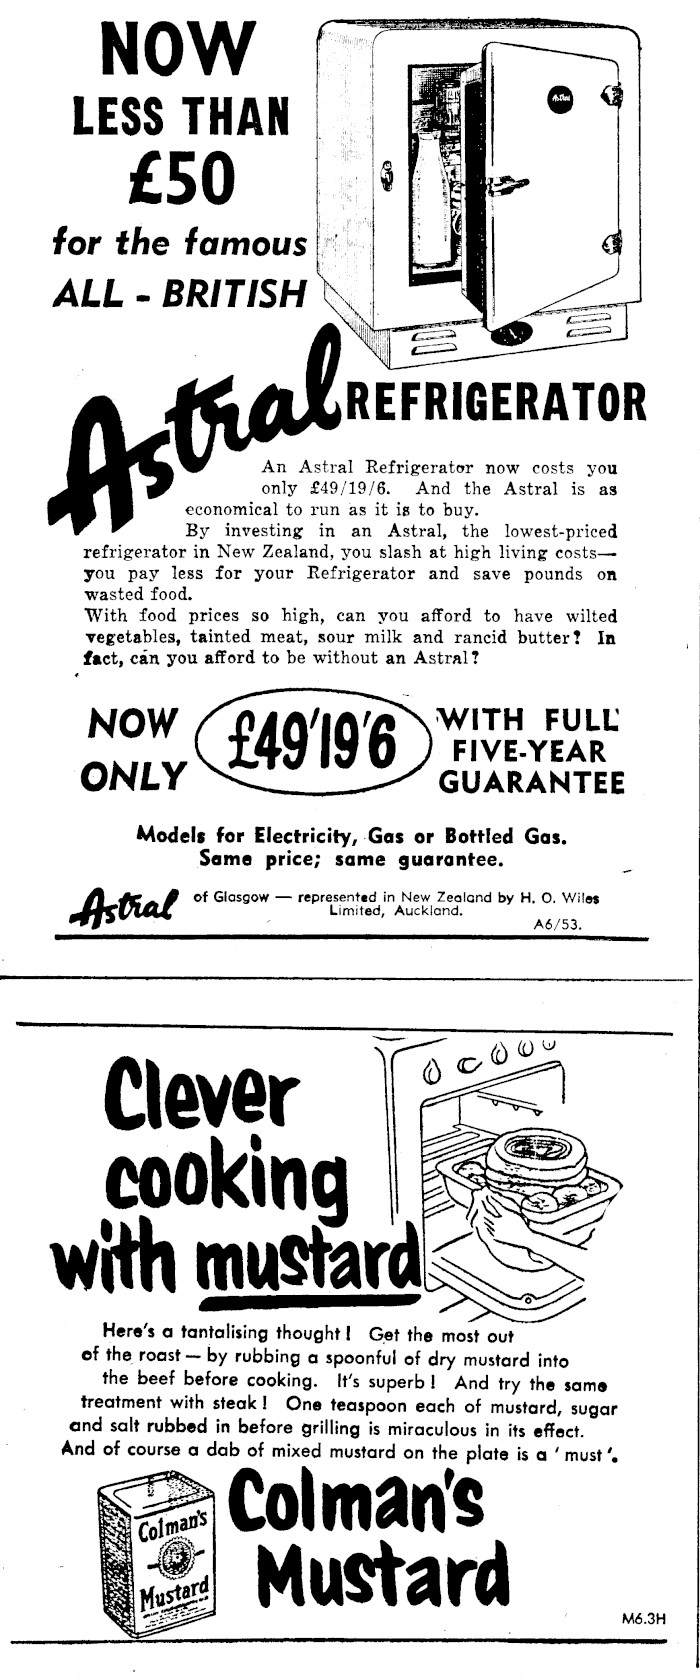 NOW
LESS THAN
£50
for the famous
ALL - BRITISH
Astral
Astral REFRIGERATOR
An Astral Refrigerator now costs you
only £49/19/6. And the Astral is as
economical to run as it is to buy.
By investing in an Astral, the lowest-priced
refrigerator in New Zealand, you slash at high living costs—
you pay less for your Refrigerator and save pounds on
wasted food.
With food prices so high, can you afford to have wilted
vegetables, tainted meat, sour milk and rancid butter? In
fact, can you afford to be without an Astral?
NOW
ONLY
£49'19'6
WITH FULL
FIVE-YEAR
GUARANTEE
Models for Electricity, Gas or Bottled Gas.
Same price; same guarantee.
Astral of Glasgow — represented in New Zealand by H. O. Wiles
Limited, Auckland.
A6/53.
Clever
cooking
with mustard
Here's a tantalising thought! Get the most out
of the roast — by rubbing a spoonful of dry mustard into
the beef before cooking. It's superb! And try the same
treatment with steak! One teaspoon each of mustard, sugar
and salt rubbed in before grilling is miraculous in its effect.
And of course a dab of mixed mustard on the plate is a 'must'.
Colman's
Mustard
Colman's
Mustard
M6.3H